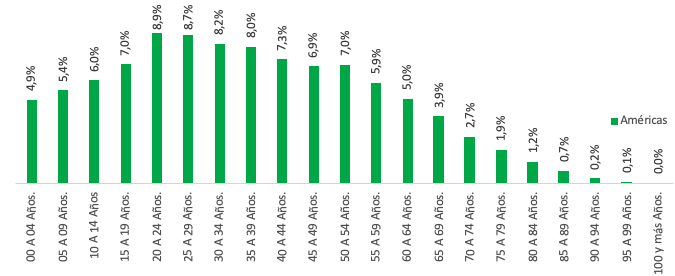 4,9%
5,4%
6,0%
7,0%
8,9%
8,7%
8,2%
8,0%
7,3%
6,9%
7,0%
5,9%
5,0%
3,9%
2,7%
1,9%
1,2%
0,7%
0,2%
0,1%
0,0%
Américas
00 A 04 Años.
05 A 09 Años.
10 A 14 Años
15 A 19 Años.
20 A 24 Años.
25 A 29 Años.
30 A 34 Años.
35 A 39 Años.
40 A 44 Años.
45 A 49 Años.
50 A 54 Años.
55 A 59 Años.
60 A 64 Años.
65 A 69 Años.
70 A 74 Años.
75 A 79 Años.
80 A 84 Años.
85 A 89 Años.
90 A 94 Años.
95 A 99 Años.
100 y más Años.